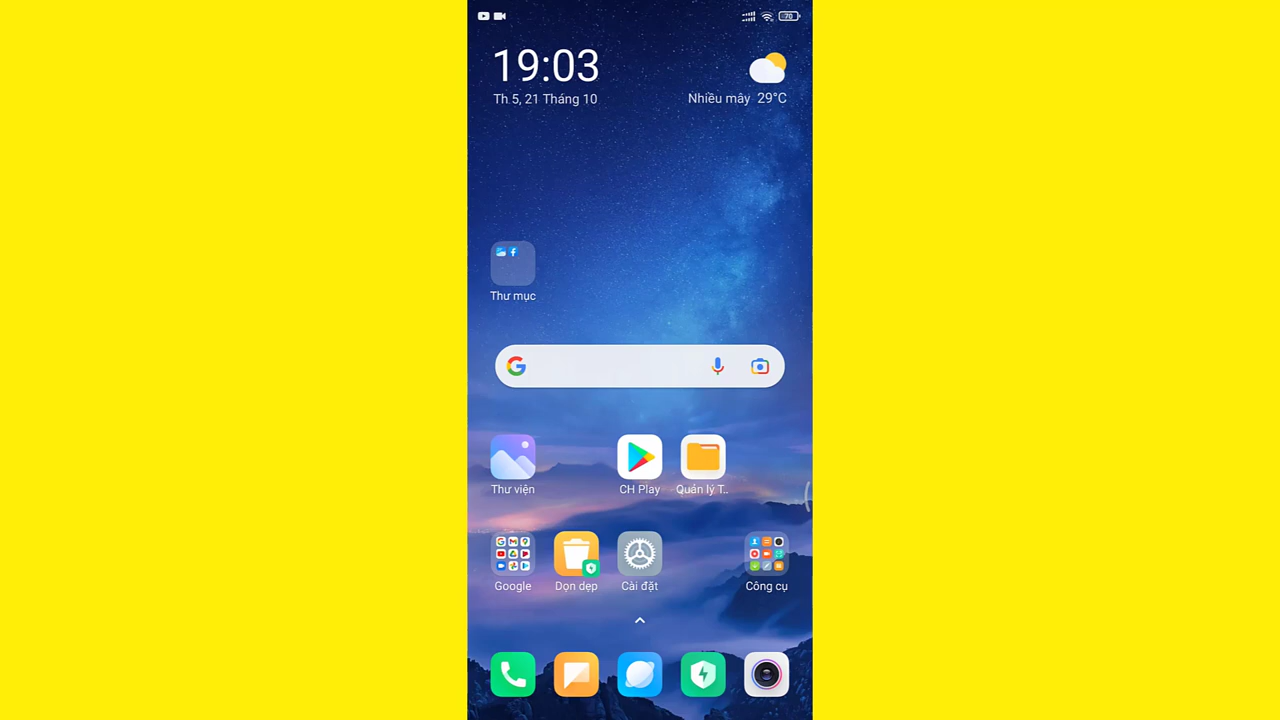 70
19:03
Th 5, 21 Tháng 10
Nhiều mây 29°C
Thư mục
Thư viện
CH Play
Quản lý T..
Google
Dọn dẹp
Cài đặt
Công cụ